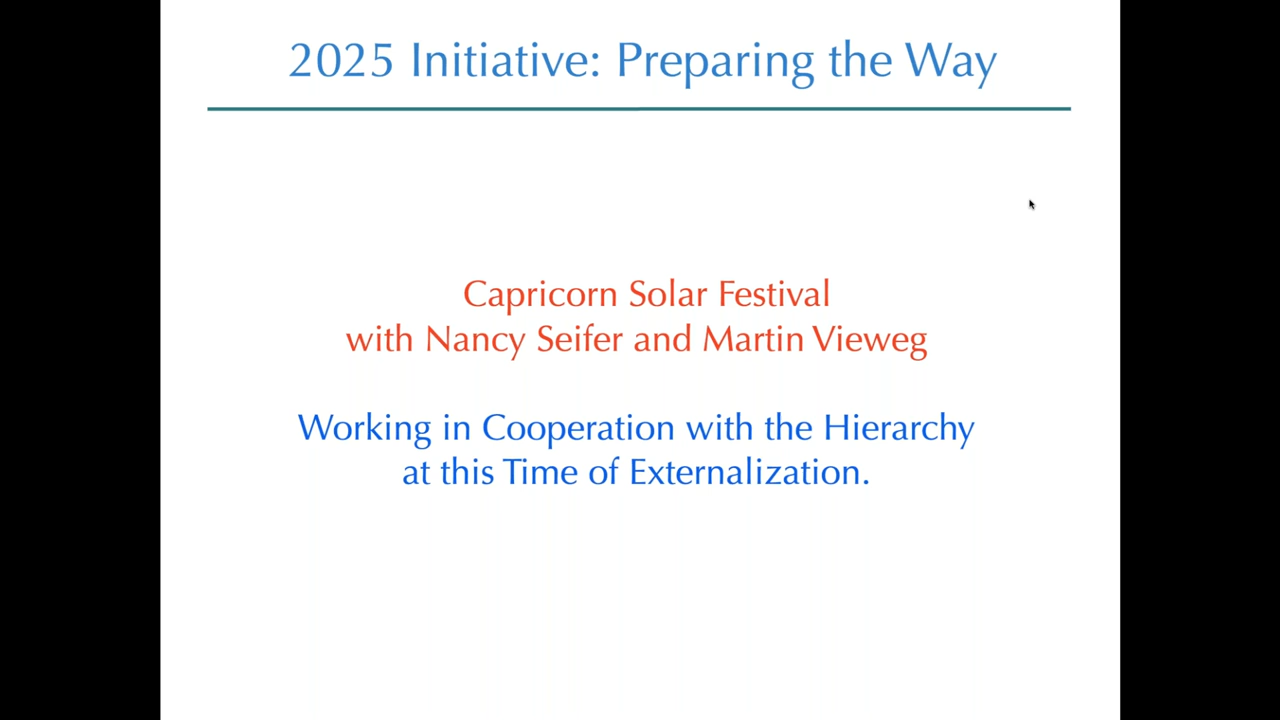 2025 Initiative: Preparing the Way
Capricorn Solar Festival
with Nancy Seifer and Martin Vieweg
Working in Cooperation with the Hierarchy
at this Time of Externalization.